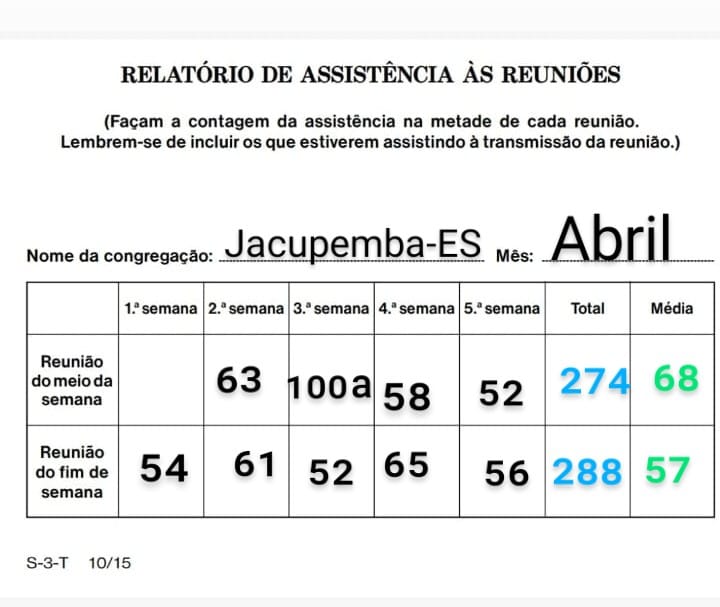 RELATÓRIO DE ASSISTÊNCIA ÀS REUNIÕES
(Façam a contagem da assistência na metade de cada reunião.
Lembrem-se de incluir os que estiverem assistindo à transmissão da reunião.)
Nome da congregação: Jacupemba-ES Mês: Abril
1.ª semana 2.ª semana 3.ª semana 4.ª semana 5.ª semana Total Média
Reunião
do meio da
semana
63 100a 58 52 274 68
Reunião
do fim de
semana
54 61 52 65 56 288 57
S-3-T 10/15